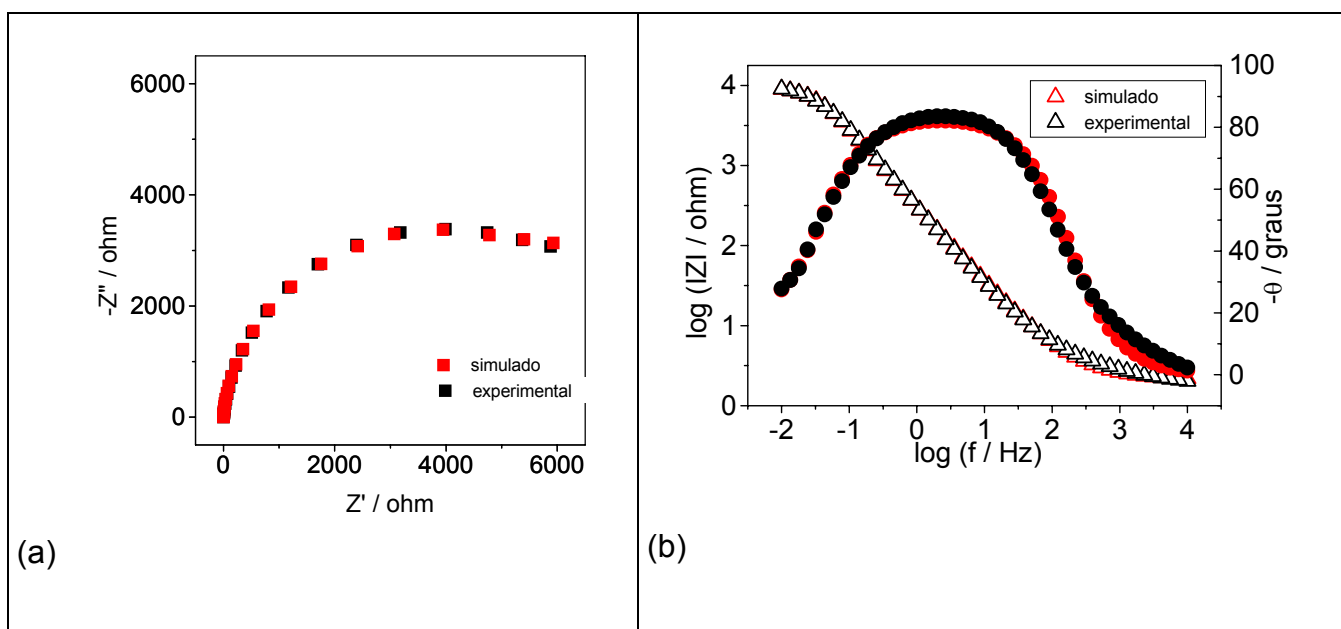 6000
4000
2000
0
-Z'' / ohm
0 2000 4000 6000
Z' / ohm
simulado
experimental
(a)
4
3
2
1
0
log (IZI / ohm)
100
80
60
40
20
0
-θ / graus
-2 -1 0 1 2 3 4
log (f / Hz)
simulado
experimental
(b)